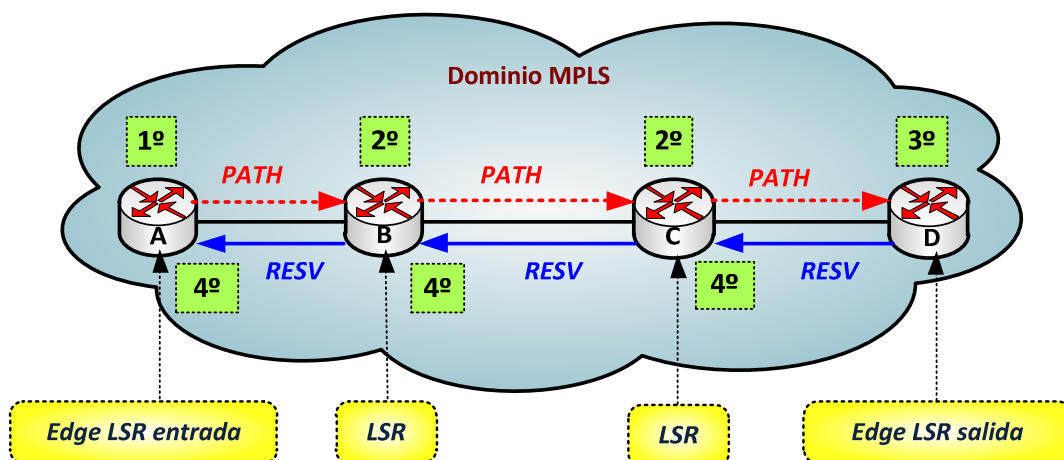 Dominio MPLS
1º
2º
2º
3º
PATH
PATH
PATH
A
B
C
D
RESV
RESV
RESV
4º
4º
4º
Edge LSR entrada
LSR
LSR
Edge LSR salida